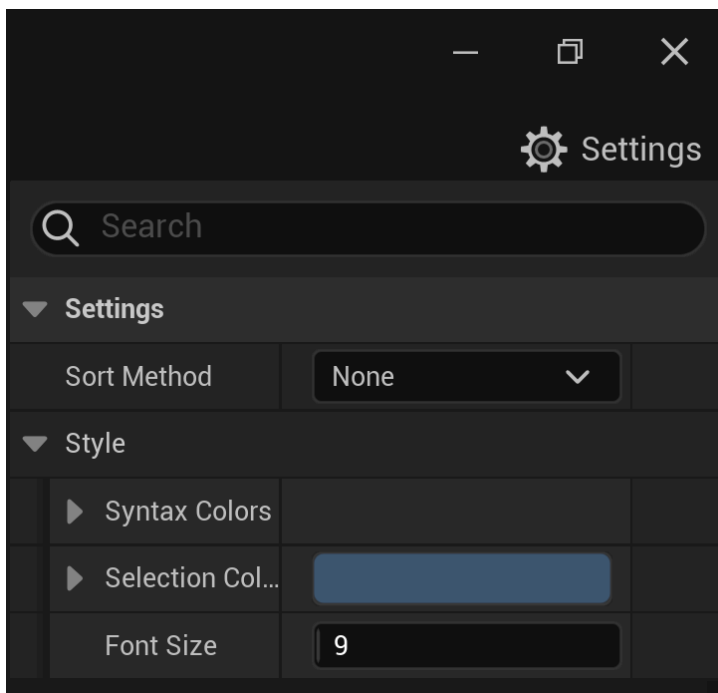 Settings
Search
Settings
Sort Method None
Style
Syntax Colors
Selection Col...
Font Size 9